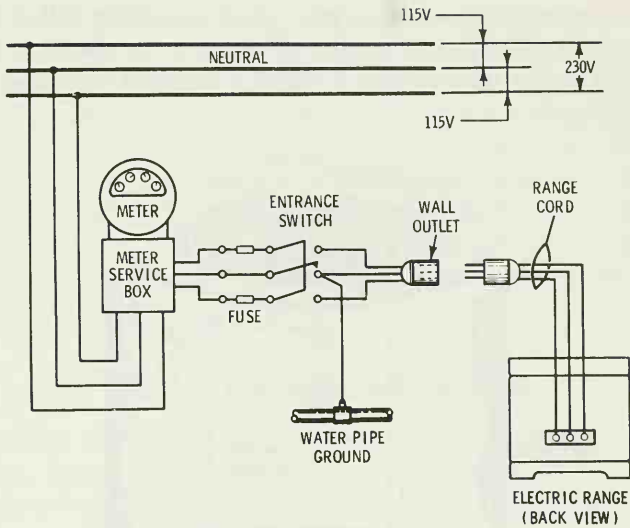 115V
NEUTRAL
230V
115V
METER
METER
SERVICE
BOX
ENTRANCE
SWITCH
FUSE
WALL
OUTLET
RANGE
CORD
WATER PIPE
GROUND
ELECTRIC RANGE
(BACK VIEW)